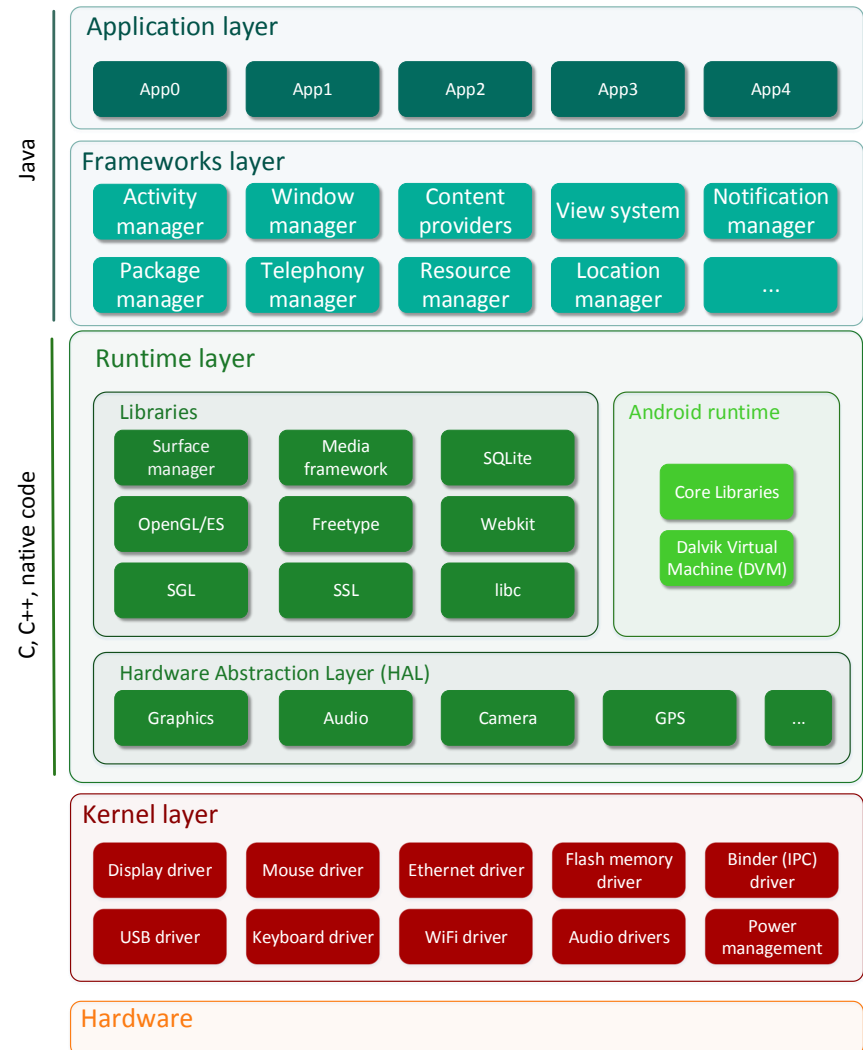 Application layer
App0
App1
App2
App3
App4
Java
Frameworks layer
Activity
manager
Window
manager
Content
providers
View system
Notification
manager
Package
manager
Telephony
manager
Resource
manager
Location
manager
...
C, C++, native code
Runtime layer
Libraries
Surface
manager
Media
framework
SQLite
OpenGL/ES
Freetype
Webkit
SGL
SSL
libc
Android runtime
Core Libraries
Dalvik Virtual
Machine (DVM)
Hardware Abstraction Layer (HAL)
Graphics
Audio
Camera
GPS
...
Kernel layer
Display driver
Mouse driver
Ethernet driver
Flash memory
driver
Binder (IPC)
driver
USB driver
Keyboard driver
WiFi driver
Audio drivers
Power
management
Hardware